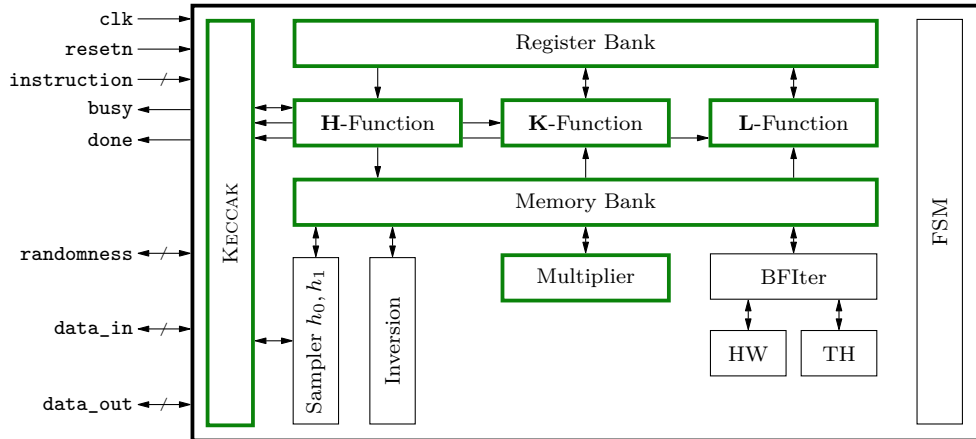 clk
resetn
instruction
busy
done
randomness
data_in
data_out
KECCAK
Register Bank
H-Function
K-Function
L-Function
Memory Bank
Sampler h0, h1
Inversion
Multiplier
BFIter
HW
TH
FSM